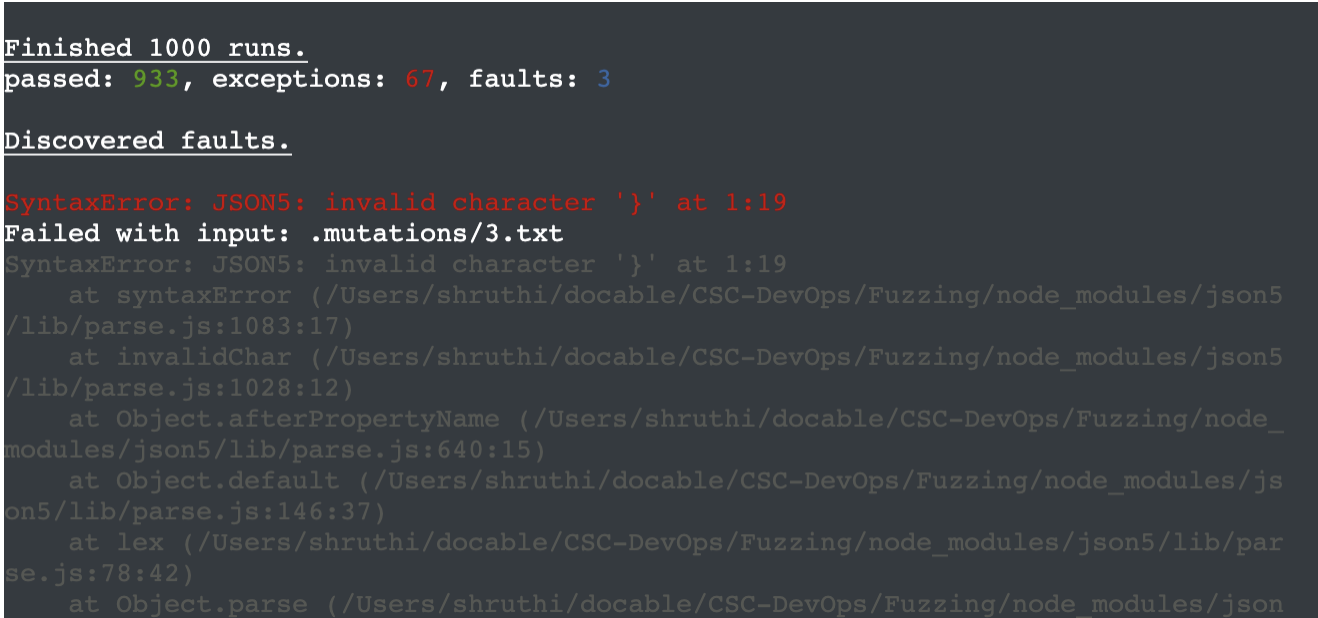 Finished 1000 runs.
passed: 933, exceptions: 67, faults: 3
Discovered faults.
SyntaxError: JSON5: invalid character '}' at 1:19
Failed with input: .mutations/3.txt
SyntaxError: JSON5: invalid character '}' at 1:19
    at syntaxError (/Users/shruthi/docable/CSC-DevOps/Fuzzing/node_modules/json5
/lib/parse.js:1083:17)
    at invalidChar (/Users/shruthi/docable/CSC-DevOps/Fuzzing/node_modules/json5
/lib/parse.js:1028:12)
    at Object.afterPropertyName (/Users/shruthi/docable/CSC-DevOps/Fuzzing/node_
modules/json5/lib/parse.js:640:15)
    at Object.default (/Users/shruthi/docable/CSC-DevOps/Fuzzing/node_modules/js
on5/lib/parse.js:146:37)
    at lex (/Users/shruthi/docable/CSC-DevOps/Fuzzing/node_modules/json5/lib/par
se.js:78:42)
    at Object.parse (/Users/shruthi/docable/CSC-DevOps/Fuzzing/node_modules/json